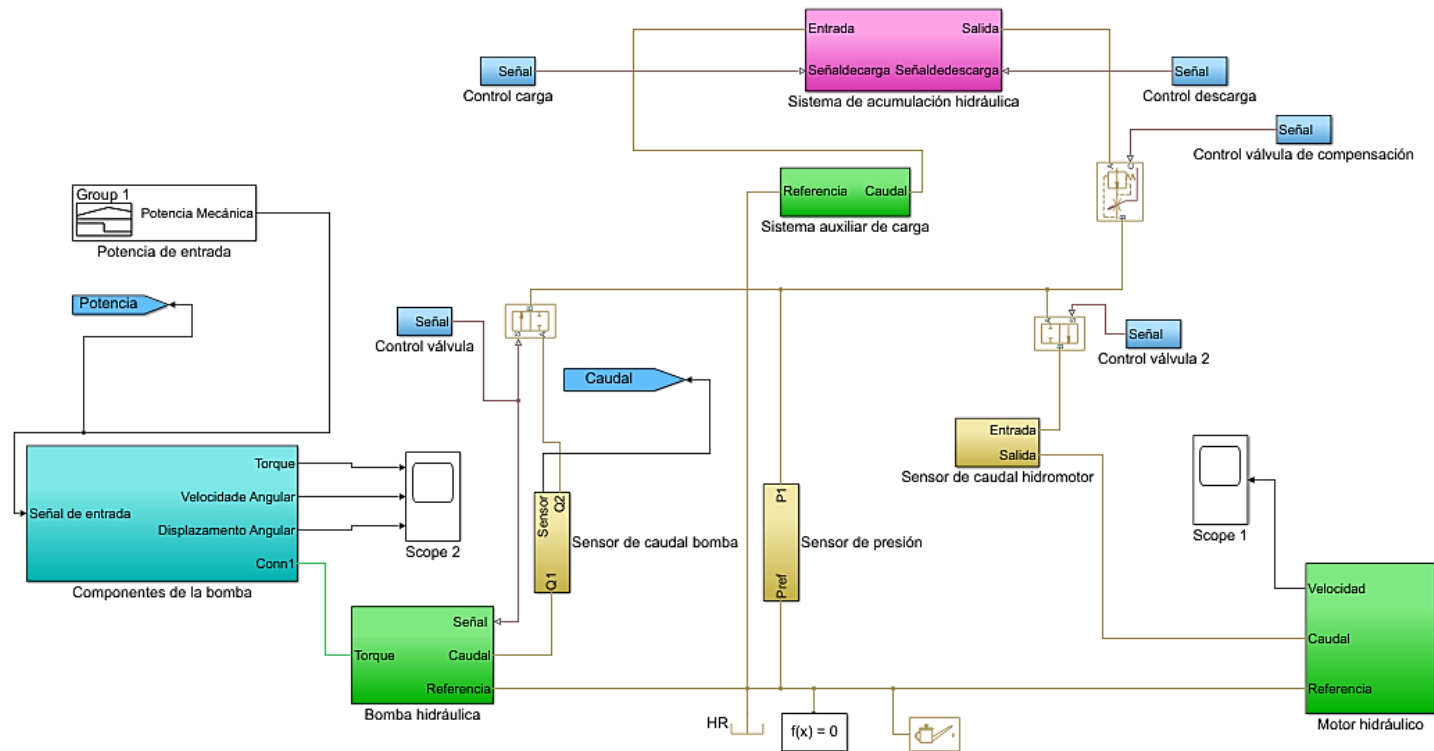 Entrada
Salida
Señaldecarga
Señaldedescarga
Sistema de acumulación hidráulica
Señal
Control carga
Señal
Control descarga
Señal
Control válvula de compensación
A
C
B
Referencia
Caudal
Sistema auxiliar de carga
Group 1
Potencia Mecánica
Potencia de entrada
Potencia
Señal
Control válvula
B
S
A
A
S
B
Señal
Control válvula 2
Caudal
Entrada
Salida
Sensor de caudal hidromotor
Torque
Velocidade Angular
Señal de entrada
Displazamento Angular
Conn1
Componentes de la bomba
Scope 2
Sensor
Q2
Q1
Sensor de caudal bomba
P1
Pref
Sensor de presión
Scope 1
Velocidad
Caudal
Referencia
Motor hidráulico
Señal
Torque
Caudal
Referencia
Bomba hidráulica
HR
f(x) = 0